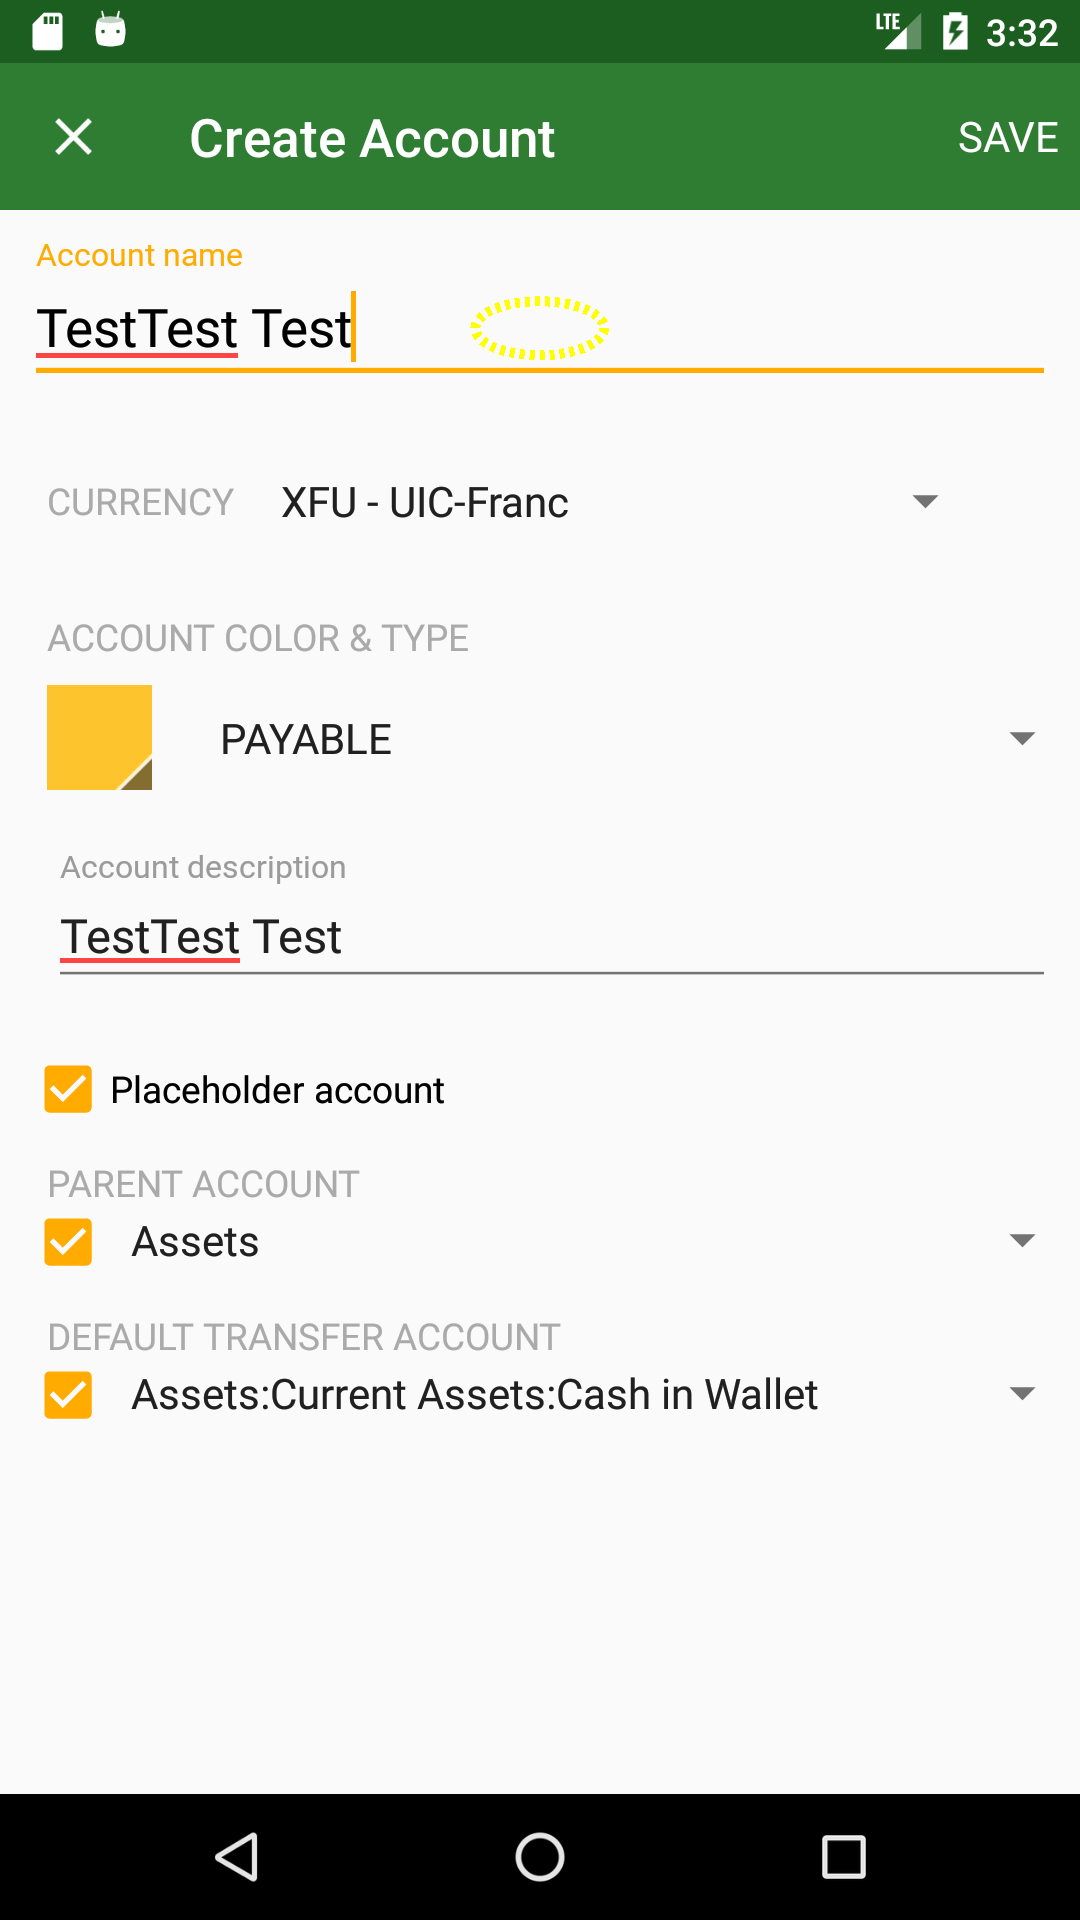 LTE 3:32
Create Account SAVE
Account name
TestTest Test
CURRENCY XFU - UIC-Franc
ACCOUNT COLOR & TYPE
PAYABLE
Account description
TestTest Test
Placeholder account
PARENT ACCOUNT
Assets
DEFAULT TRANSFER ACCOUNT
Assets:Current Assets:Cash in Wallet